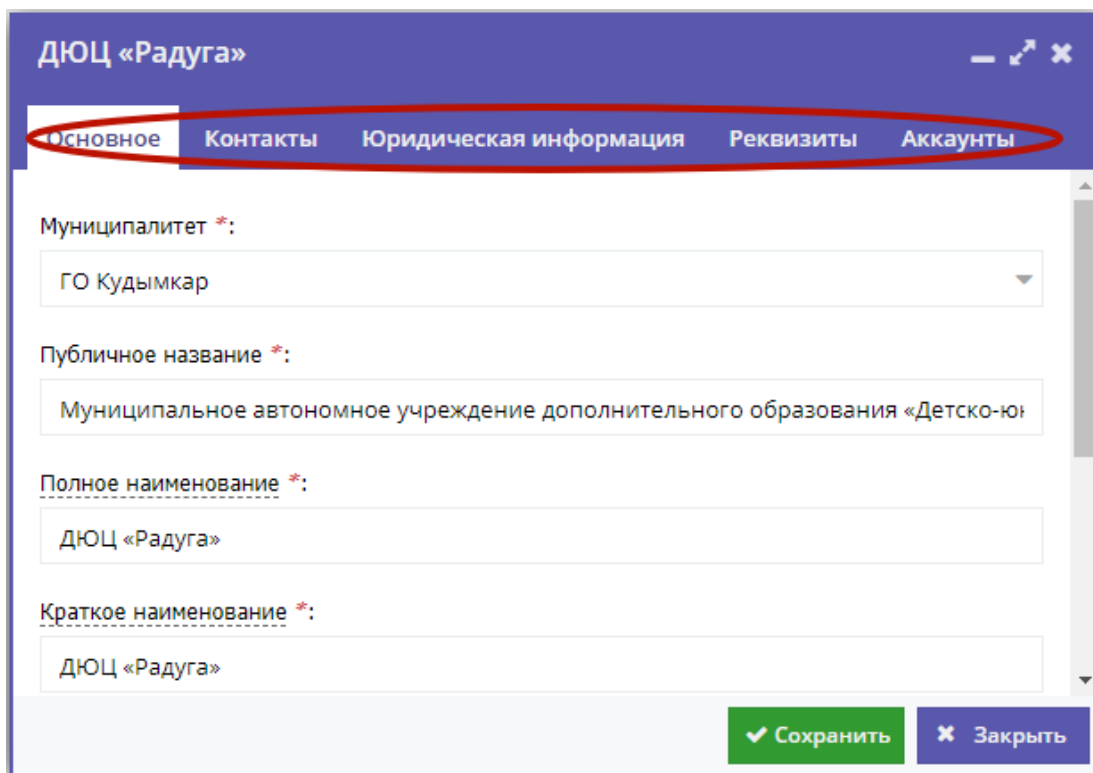 ДЮЦ «Радуга»
Основное Контакты Юридическая информация Реквизиты Аккаунты
Муниципалитет *:
ГО Кудымкар
Публичное название *:
Муниципальное автономное учреждение дополнительного образования «Детско-юн
Полное наименование *:
ДЮЦ «Радуга»
Краткое наименование *:
ДЮЦ «Радуга»
Сохранить Закрыть